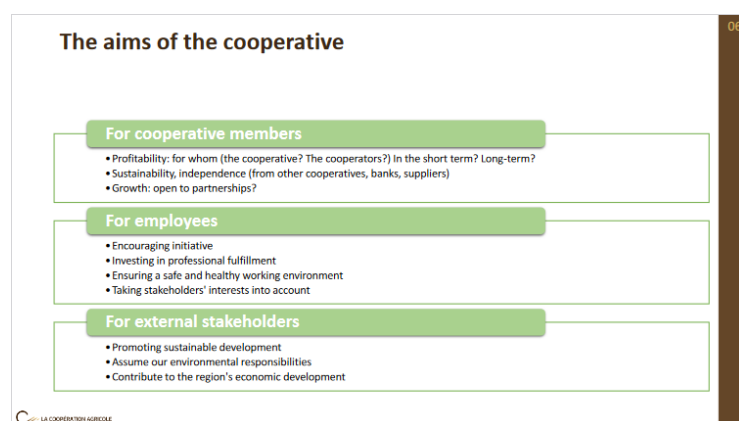 06
The aims of the cooperative
For cooperative members
• Profitability: for whom (the cooperative? The cooperators?) In the short term? Long-term?
• Sustainability, independence (from other cooperatives, banks, suppliers)
• Growth: open to partnerships?
For employees
• Encouraging initiative
• Investing in professional fulfillment
• Ensuring a safe and healthy working environment
• Taking stakeholders' interests into account
For external stakeholders
• Promoting sustainable development
• Assume our environmental responsibilities
• Contribute to the region's economic development
LA COOPÉRATION AGRICOLE